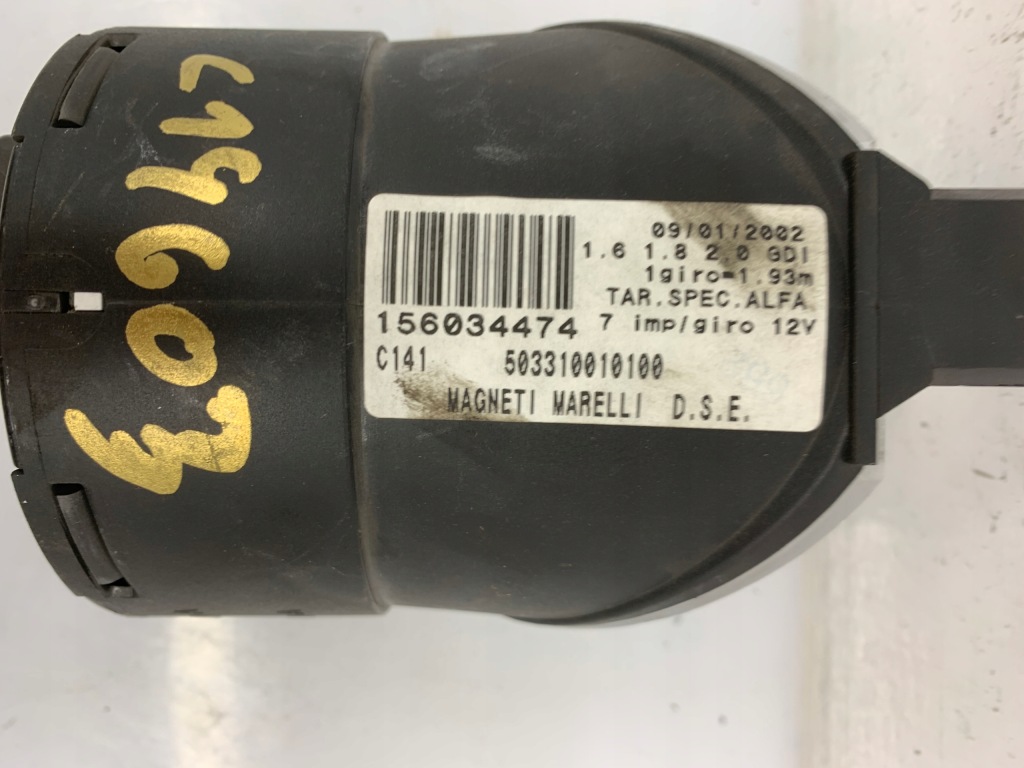 C19603
09/01/2002
1.6 1.8 2.0 GDI
1giro=1.93m
TAR.SPEC.ALFA
156034474 7 imp/giro 12V
C141 503310010100
MAGNETI MARELLI D.S.E.